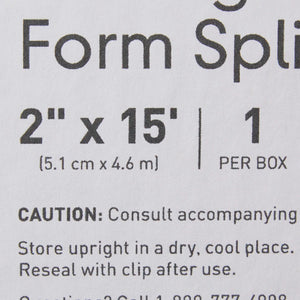 Form Spli
2" x 15'
(5.1 cm x 4.6 m)
1
PER BOX
CAUTION: Consult accompanying
Store upright in a dry, cool place.
Reseal with clip after use.